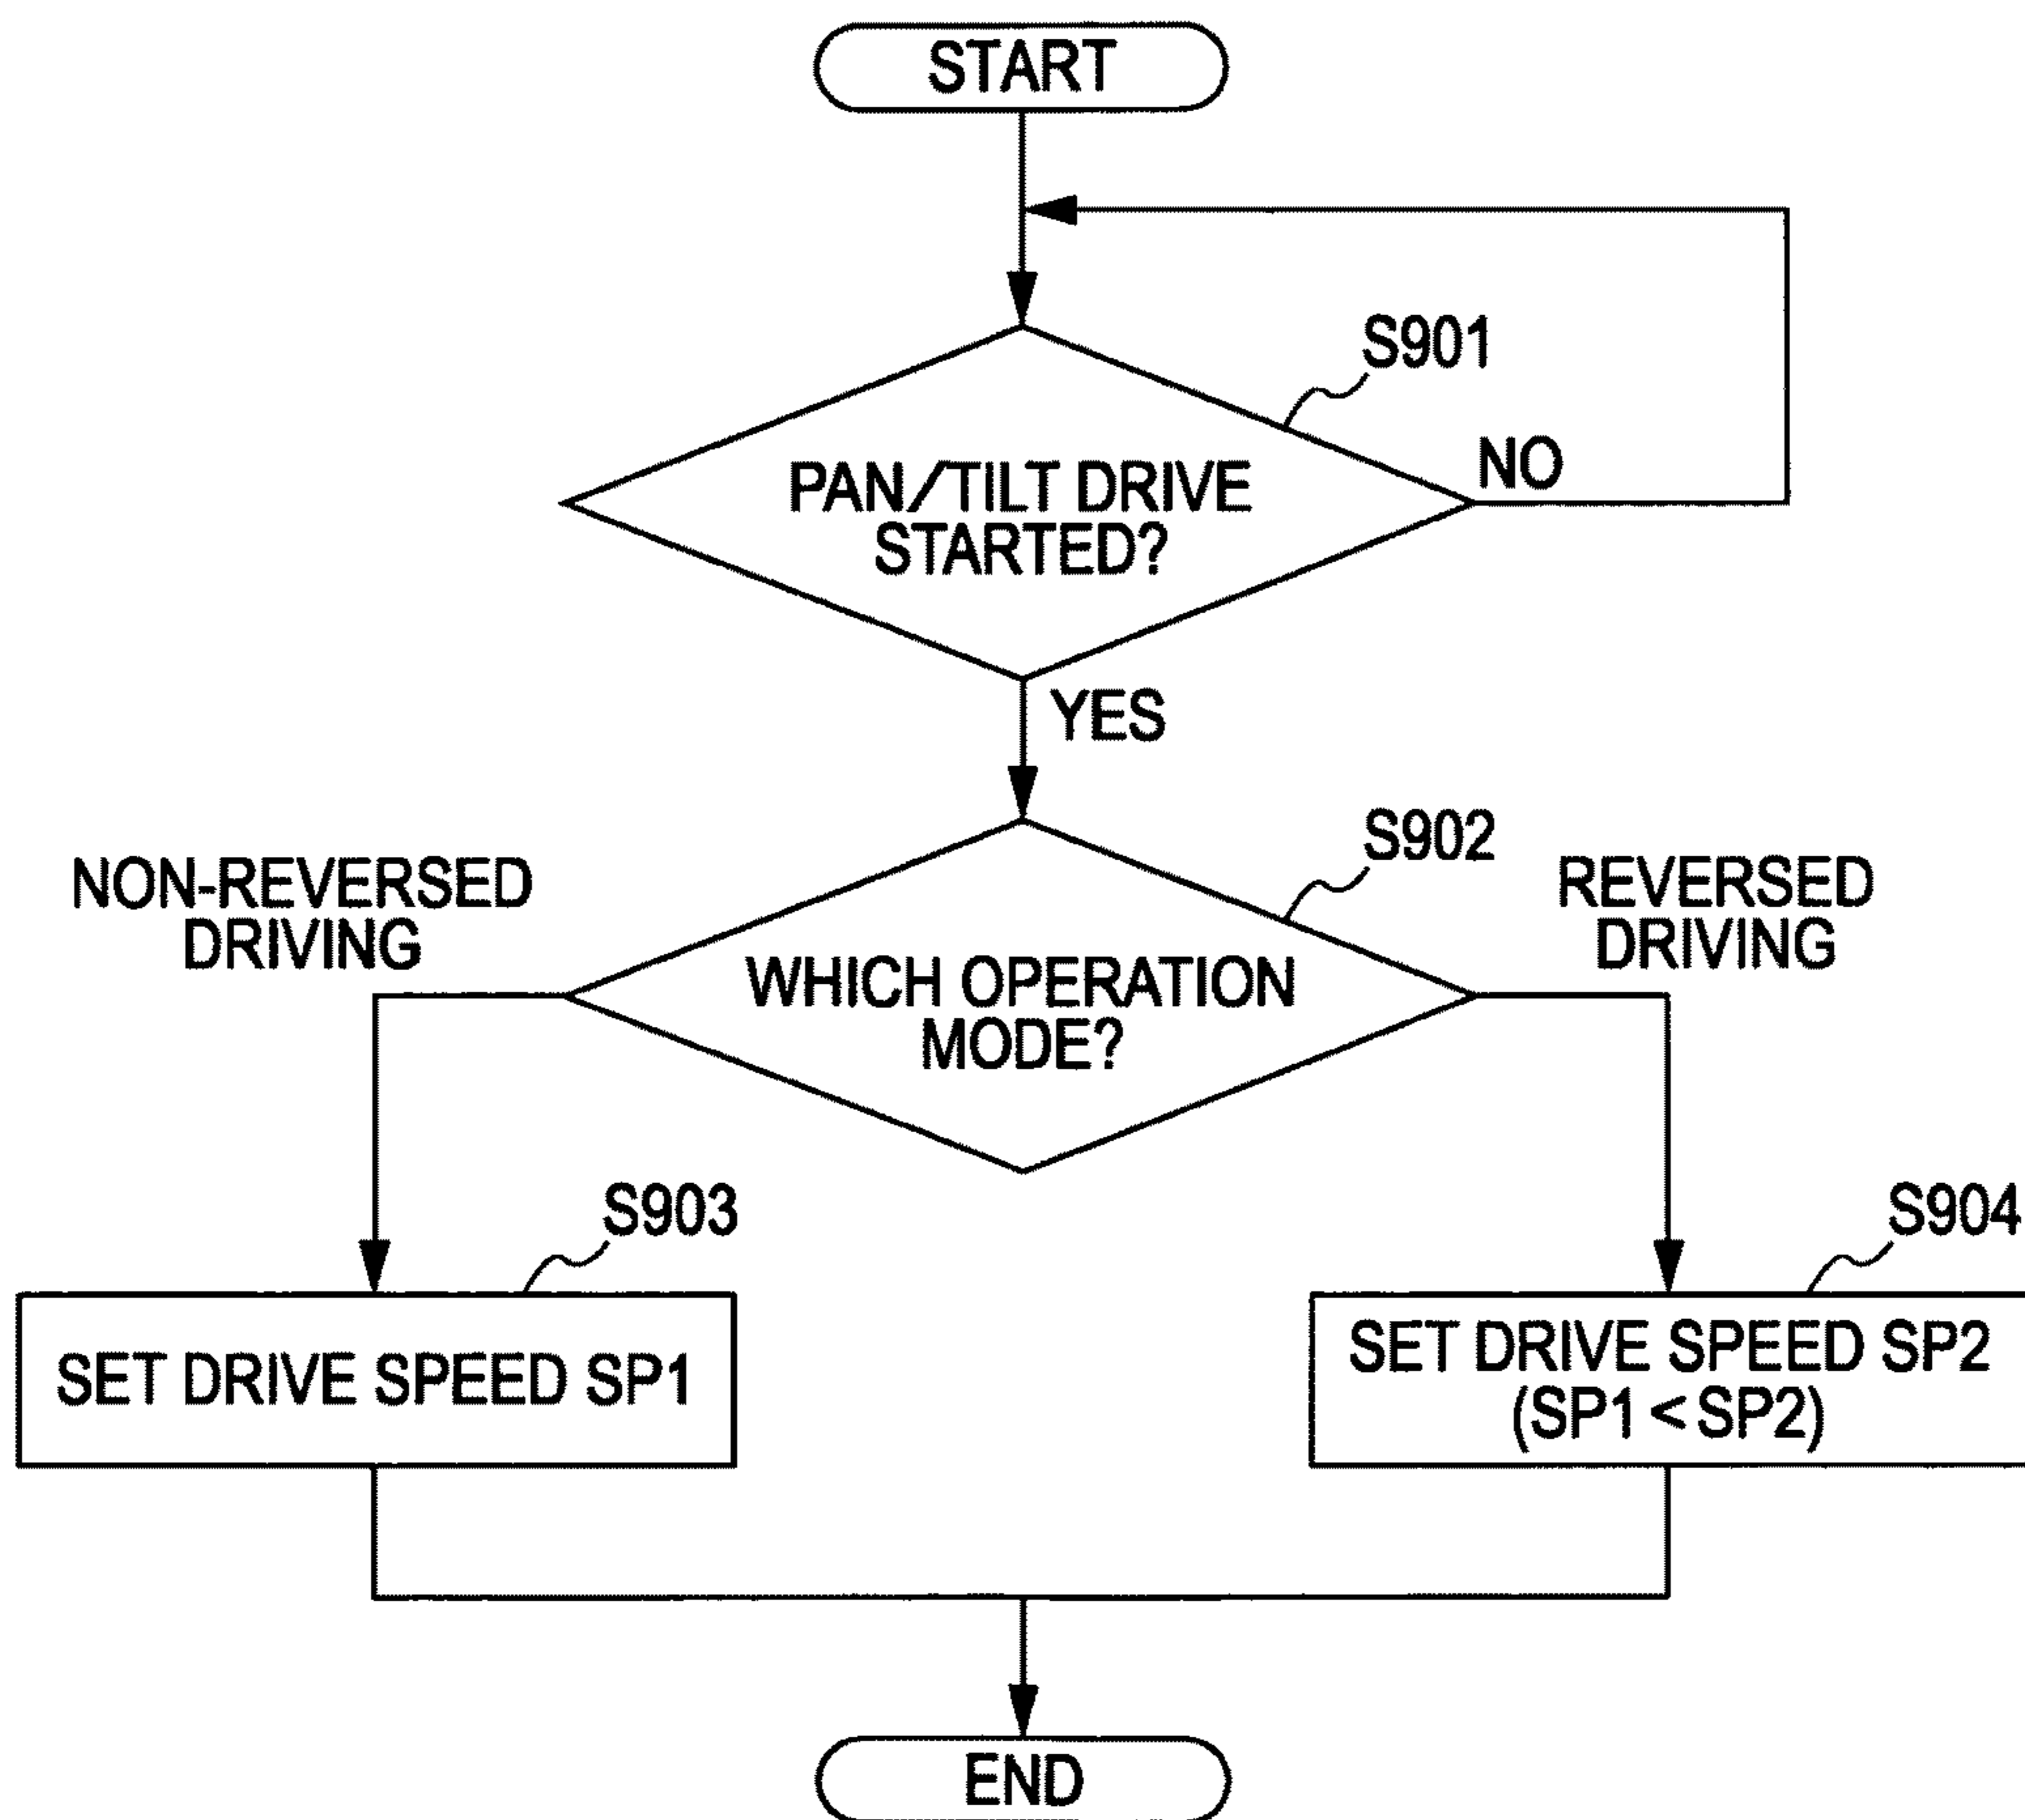 START
S901
PAN/TILT DRIVE
STARTED?
NO
YES
S902
NON-REVERSED
DRIVING
REVERSED
DRIVING
WHICH OPERATION
MODE?
S903
S904
SET DRIVE SPEED SP1
SET DRIVE SPEED SP2
(SP1 < SP2)
END